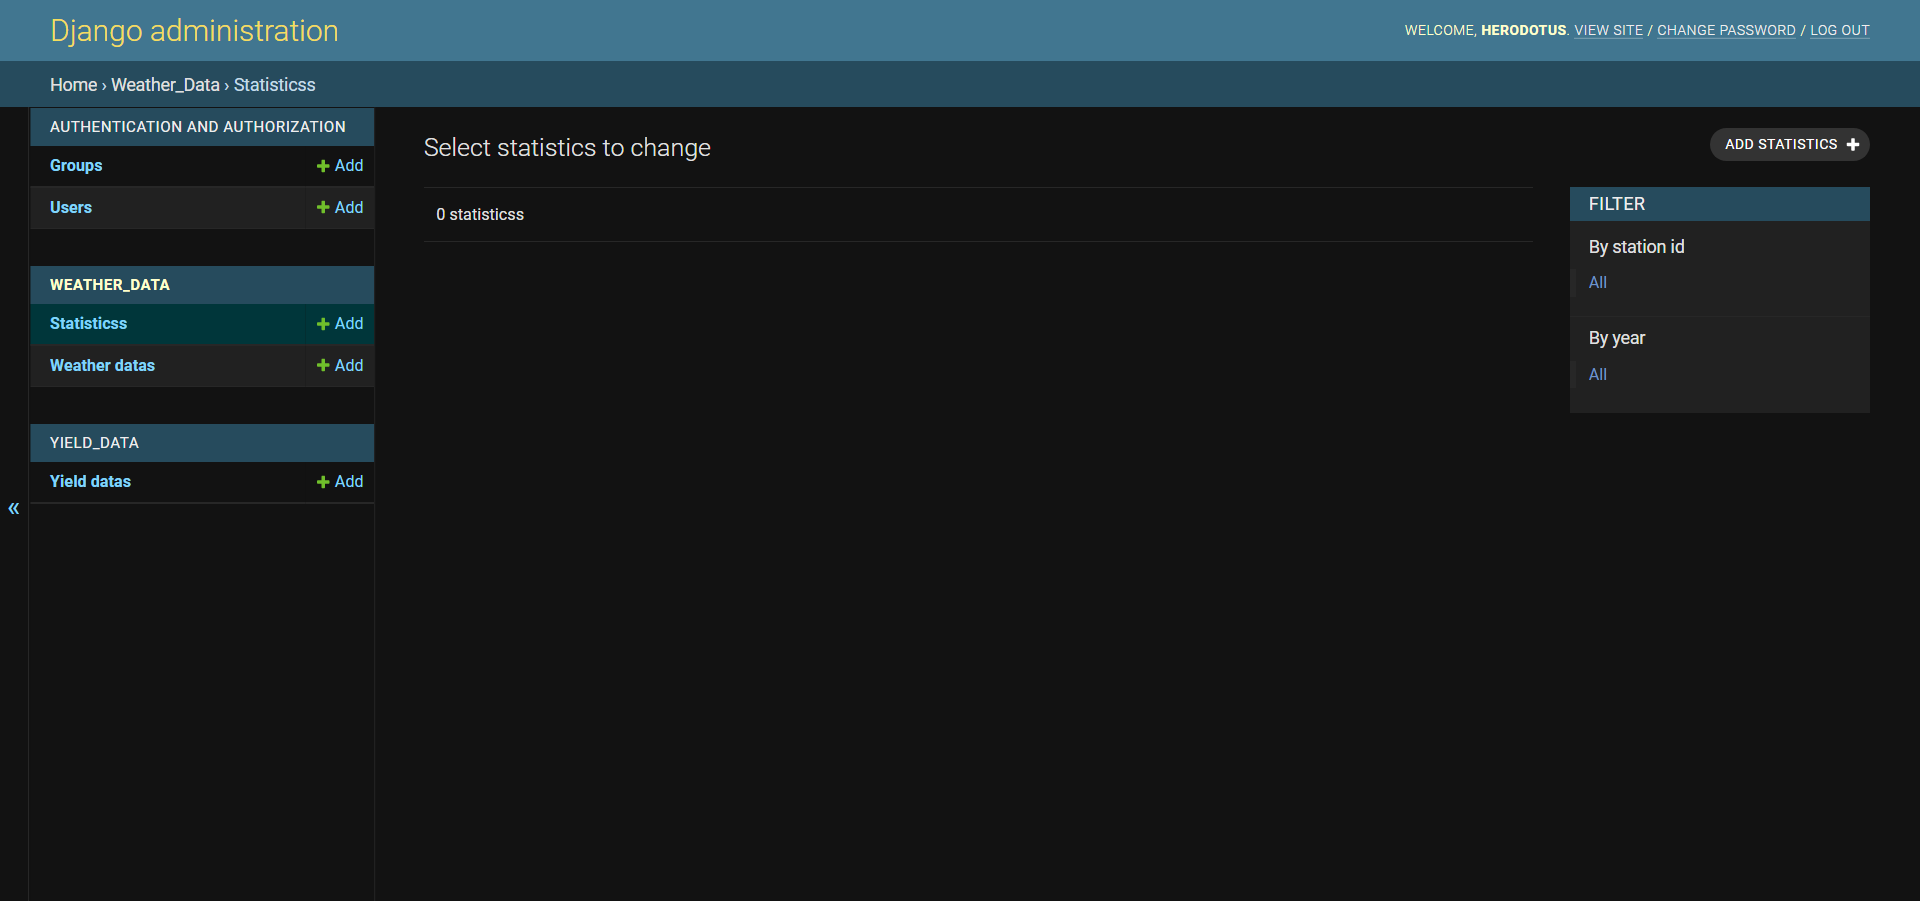 Django administration
WELCOME, HERODOTUS. VIEW SITE / CHANGE PASSWORD / LOG OUT
Home › Weather_Data › Statisticss
AUTHENTICATION AND AUTHORIZATION
Groups + Add
Users + Add
WEATHER_DATA
Statisticss + Add
Weather datas + Add
YIELD_DATA
Yield datas + Add
«
Select statistics to change
ADD STATISTICS +
0 statisticss
FILTER
By station id
All
By year
All